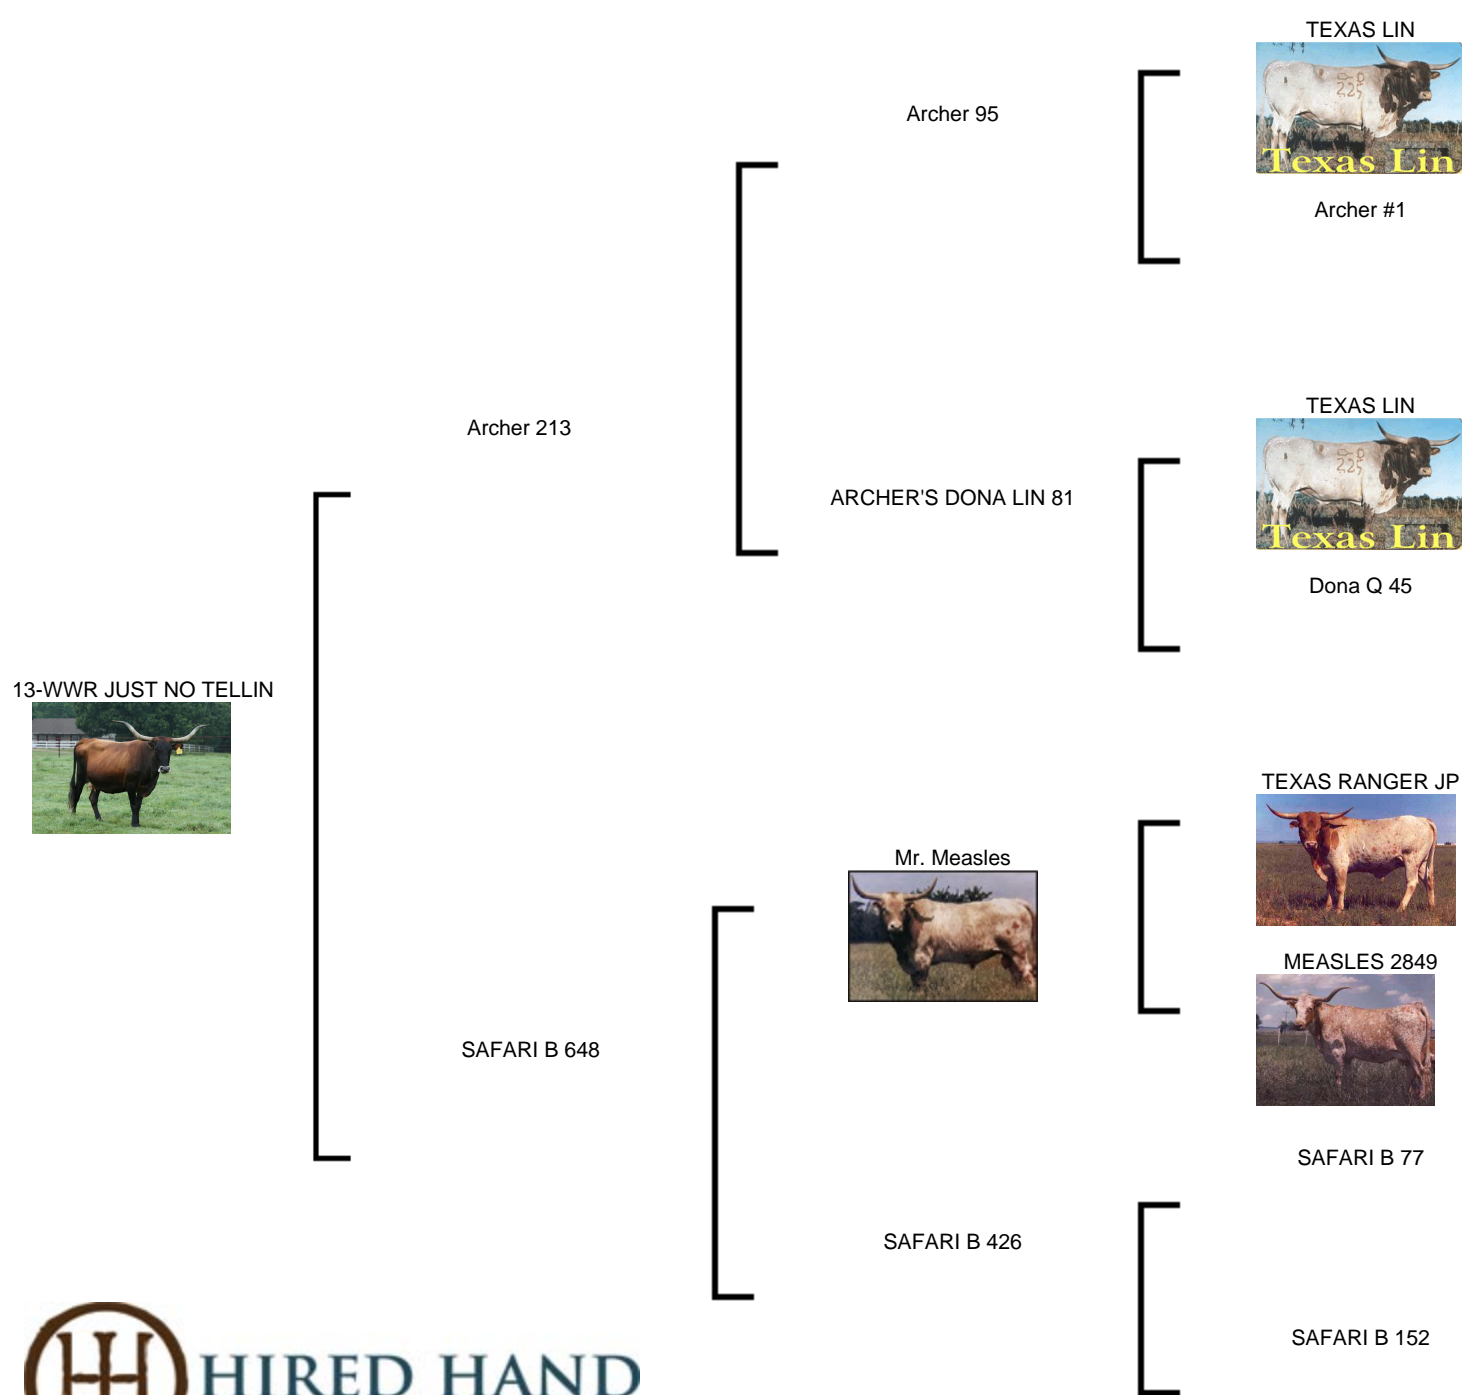 TEXAS LIN
Texas Lin
Archer 95
Archer #1
TEXAS LIN
Texas Lin
Archer 213
ARCHER'S DONA LIN 81
Dona Q 45
13-WWR JUST NO TELLIN
TEXAS RANGER JP
Mr. Measles
MEASLES 2849
SAFARI B 648
SAFARI B 77
SAFARI B 426
SAFARI B 152
HIRED HAND